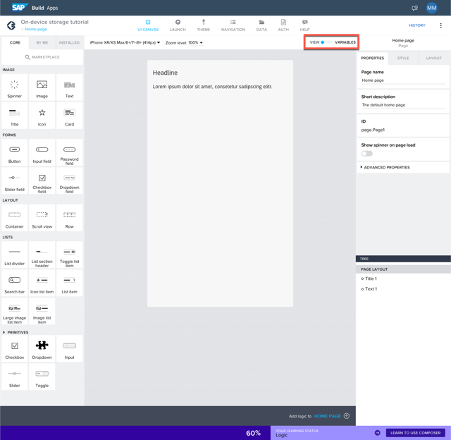 SAP Build Apps
MM
On-device storage tutorial
Home page
UI CANVAS
LAUNCH
THEME
NAVIGATION
DATA
AUTH
HELP
HISTORY
CORE
BY ME
INSTALLED
iPhone XR/XS Max/6+/7+/8+ (414px)
Zoom level: 100%
VIEW
VARIABLES
Home page
Page
MARKETPLACE
PROPERTIES
STYLE
LAYOUT
IMAGE
Spinner
Image
Text
Title
Icon
Card
FORMS
Button
Input field
Password field
Slider field
Checkbox field
Dropdown field
LAYOUT
Container
Scroll view
Row
LISTS
List divider
List section header
Toggle list item
Search bar
Icon list item
List item
Large image list item
Image list item
PRIMITIVES
Checkbox
Dropdown
Input
Slider
Toggle
Headline
Lorem ipsum dolor sit amet, consetetur sadipscing elitr.
Page name
Home page
Short description
The default home page
ID
page.Page1
Show spinner on page load
ADVANCED PROPERTIES
TREE
PAGE LAYOUT
Title 1
Text 1
Add logic to HOME PAGE
60%
YOUR LEARNING STATUS
Logic
LEARN TO USE COMPOSER